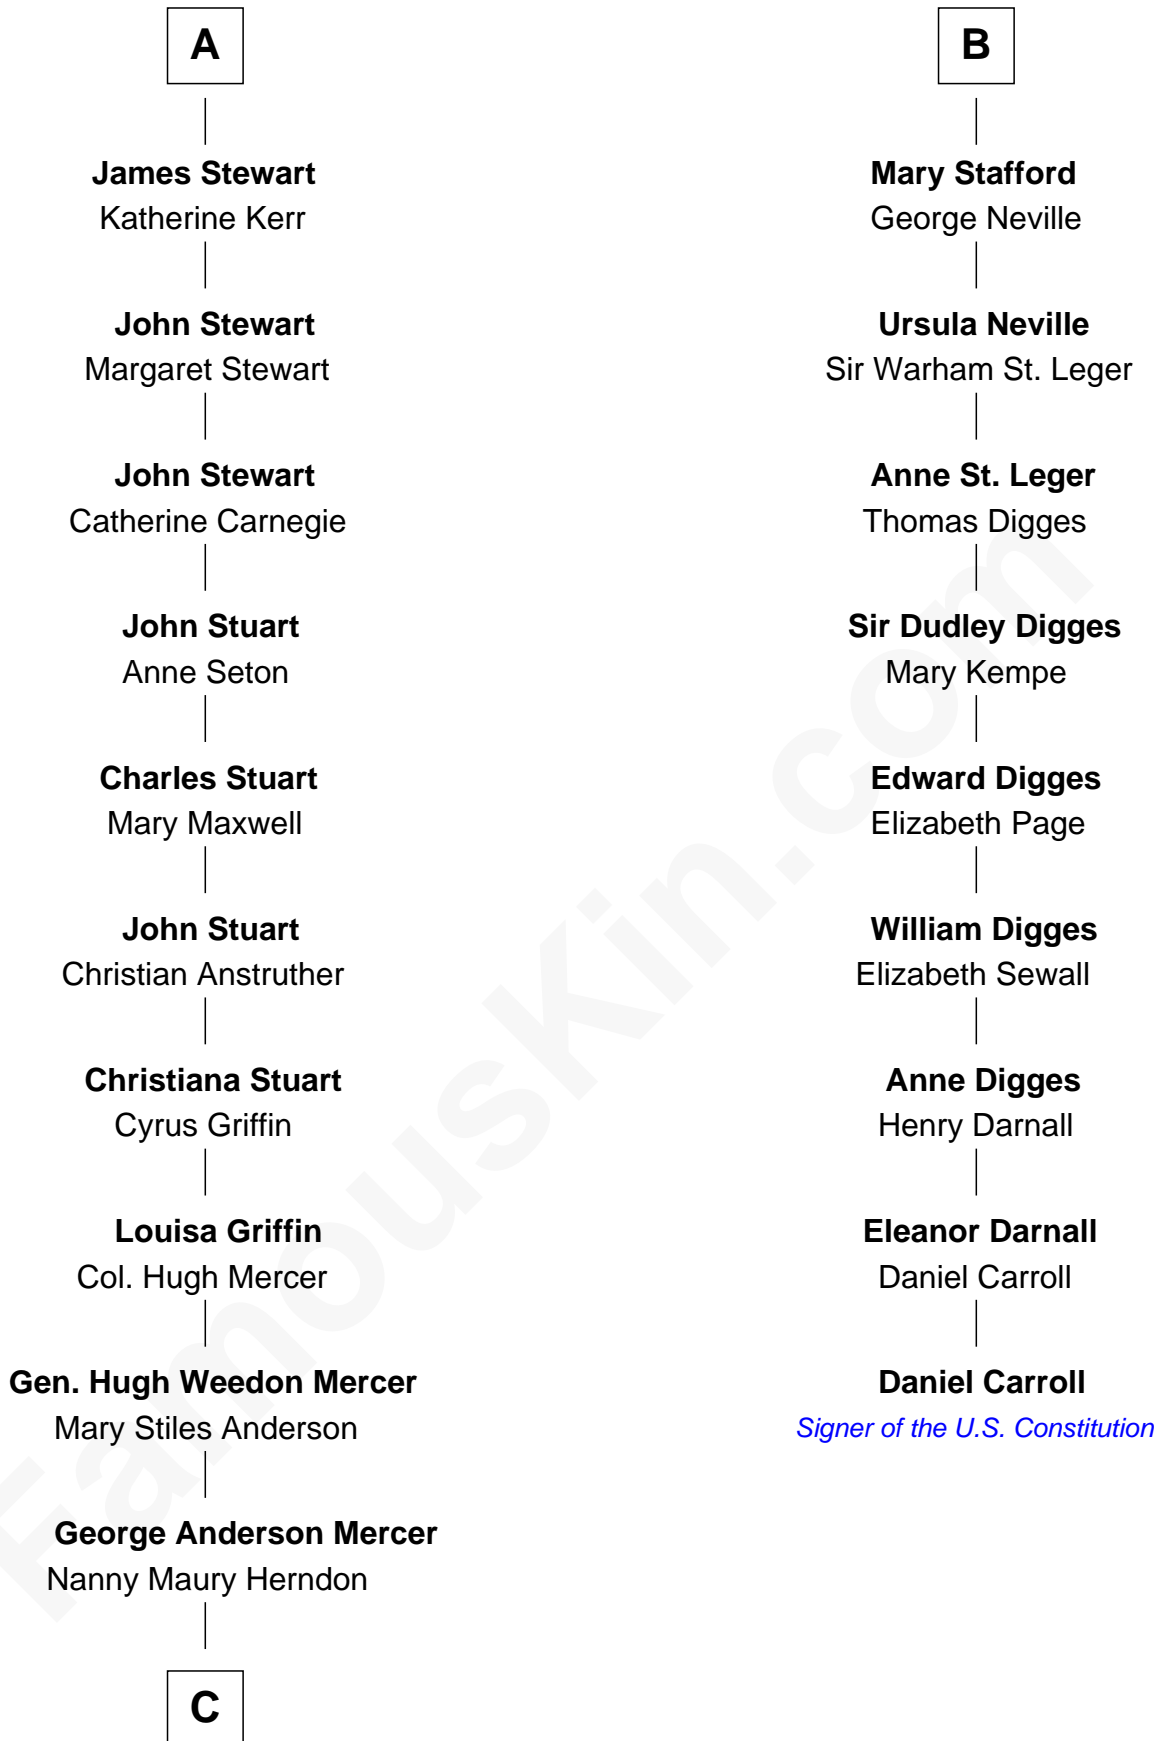 A
James Stewart
Katherine Kerr
John Stewart
Margaret Stewart
John Stewart
Catherine Carnegie
John Stuart
Anne Seton
Charles Stuart
Mary Maxwell
John Stuart
Christian Anstruther
Christiana Stuart
Cyrus Griffin
Louisa Griffin
Col. Hugh Mercer
Gen. Hugh Weedon Mercer
Mary Stiles Anderson
George Anderson Mercer
Nanny Maury Herndon
C
B
Mary Stafford
George Neville
Ursula Neville
Sir Warham St. Leger
Anne St. Leger
Thomas Digges
Sir Dudley Digges
Mary Kempe
Edward Digges
Elizabeth Page
William Digges
Elizabeth Sewall
Anne Digges
Henry Darnall
Eleanor Darnall
Daniel Carroll
Daniel Carroll
Signer of the U.S. Constitution
FamousKin.com